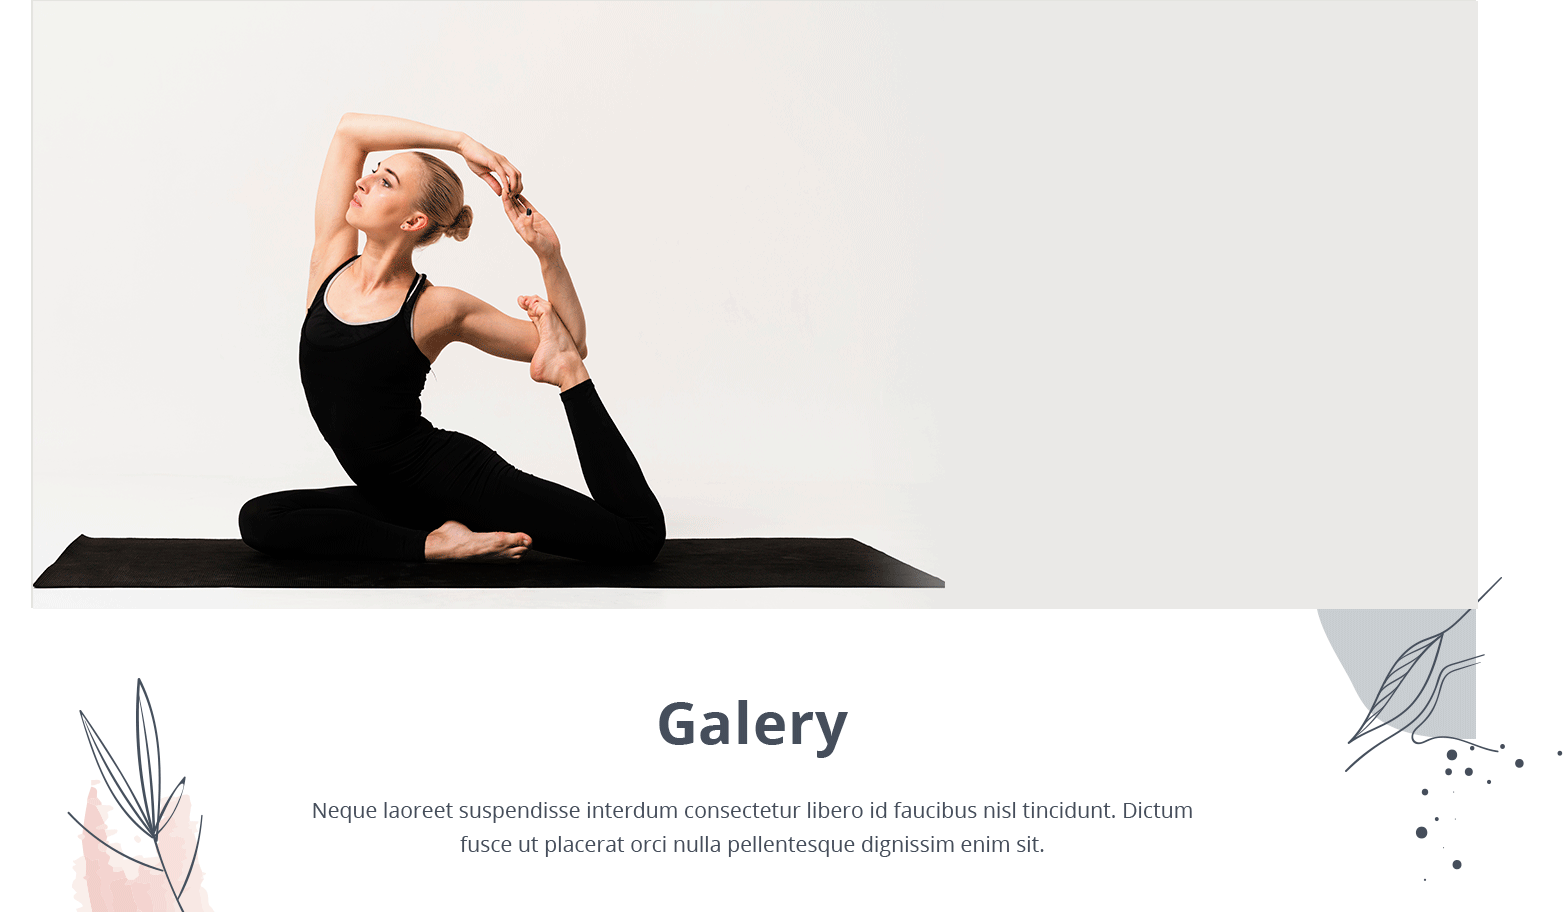 Galery
Neque laoreet suspendisse interdum consectetur libero id faucibus nisl tincidunt. Dictum
fusce ut placerat orci nulla pellentesque dignissim enim sit.